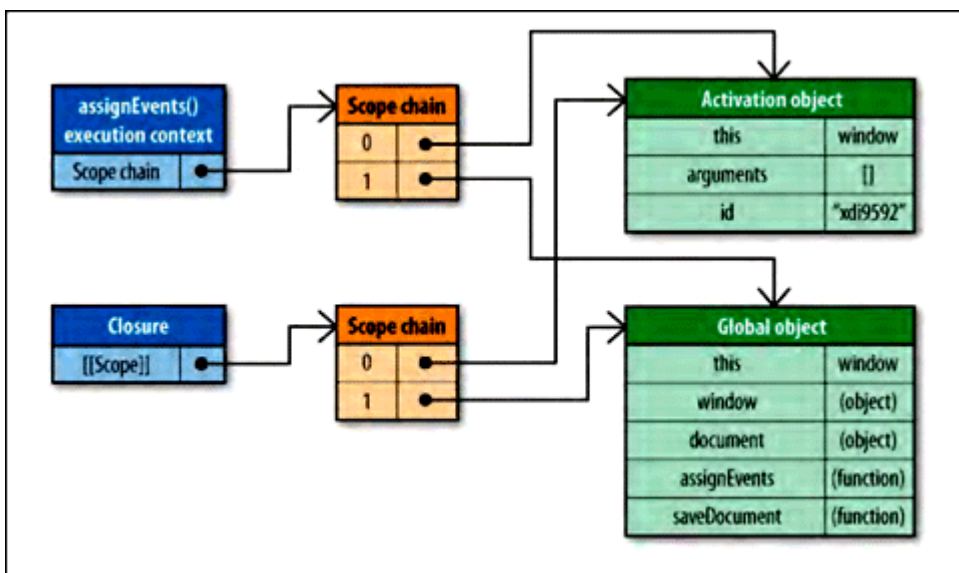 assignEvents()
execution context
Scope chain
Scope chain
0
1
Activation object
this window
arguments []
id "xdi9592"
Closure
[[Scope]]
Scope chain
0
1
Global object
this window
window (object)
document (object)
assignEvents (function)
saveDocument (function)